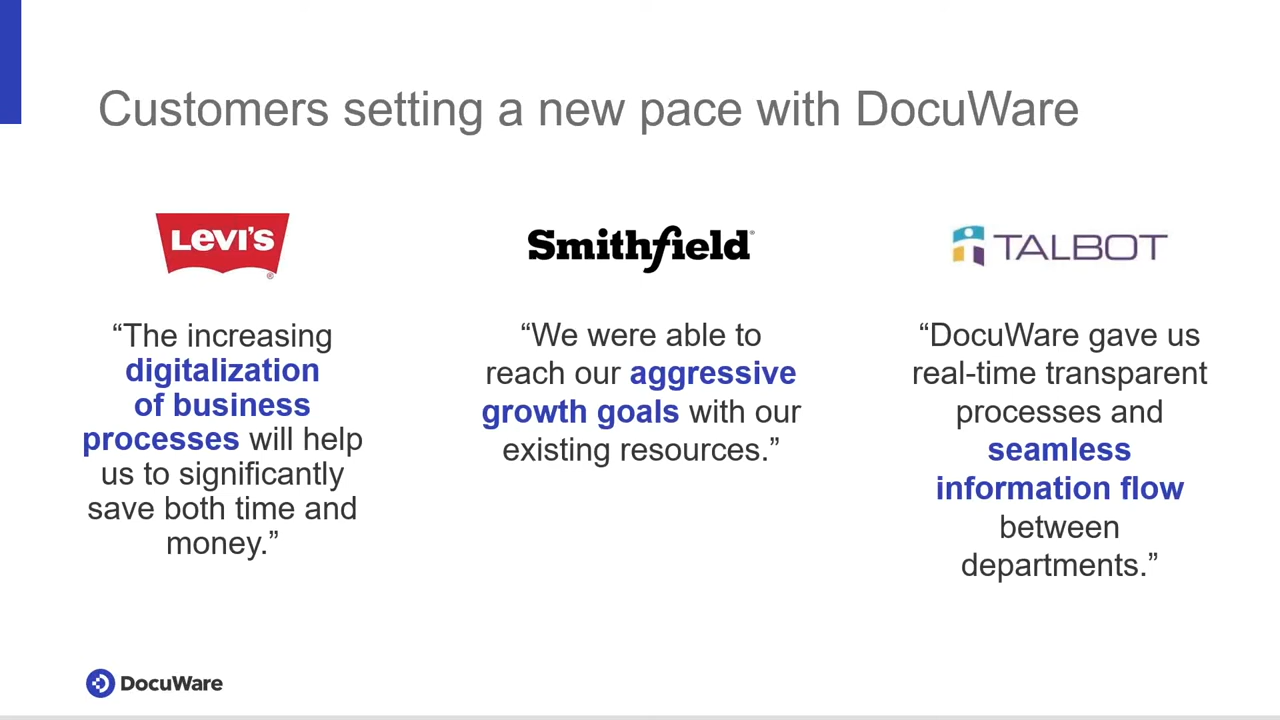 Customers setting a new pace with DocuWare
LEVI'S
®
“The increasing
digitalization
of business
processes will help
us to significantly
save both time and
money.”
Smithfield
“We were able to
reach our aggressive
growth goals with our
existing resources.”
TALBOT
“DocuWare gave us
real-time transparent
processes and
seamless
information flow
between
departments.”
DocuWare